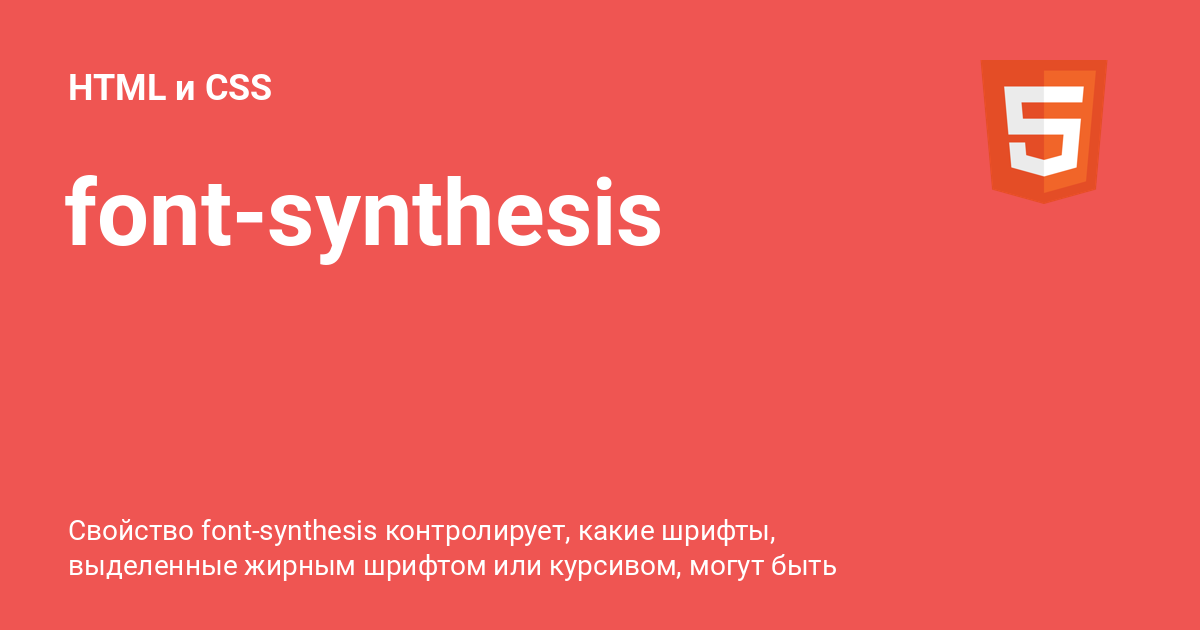 HTML и CSS
font-synthesis
Свойство font-synthesis контролирует, какие шрифты,
выделенные жирным шрифтом или курсивом, могут быть